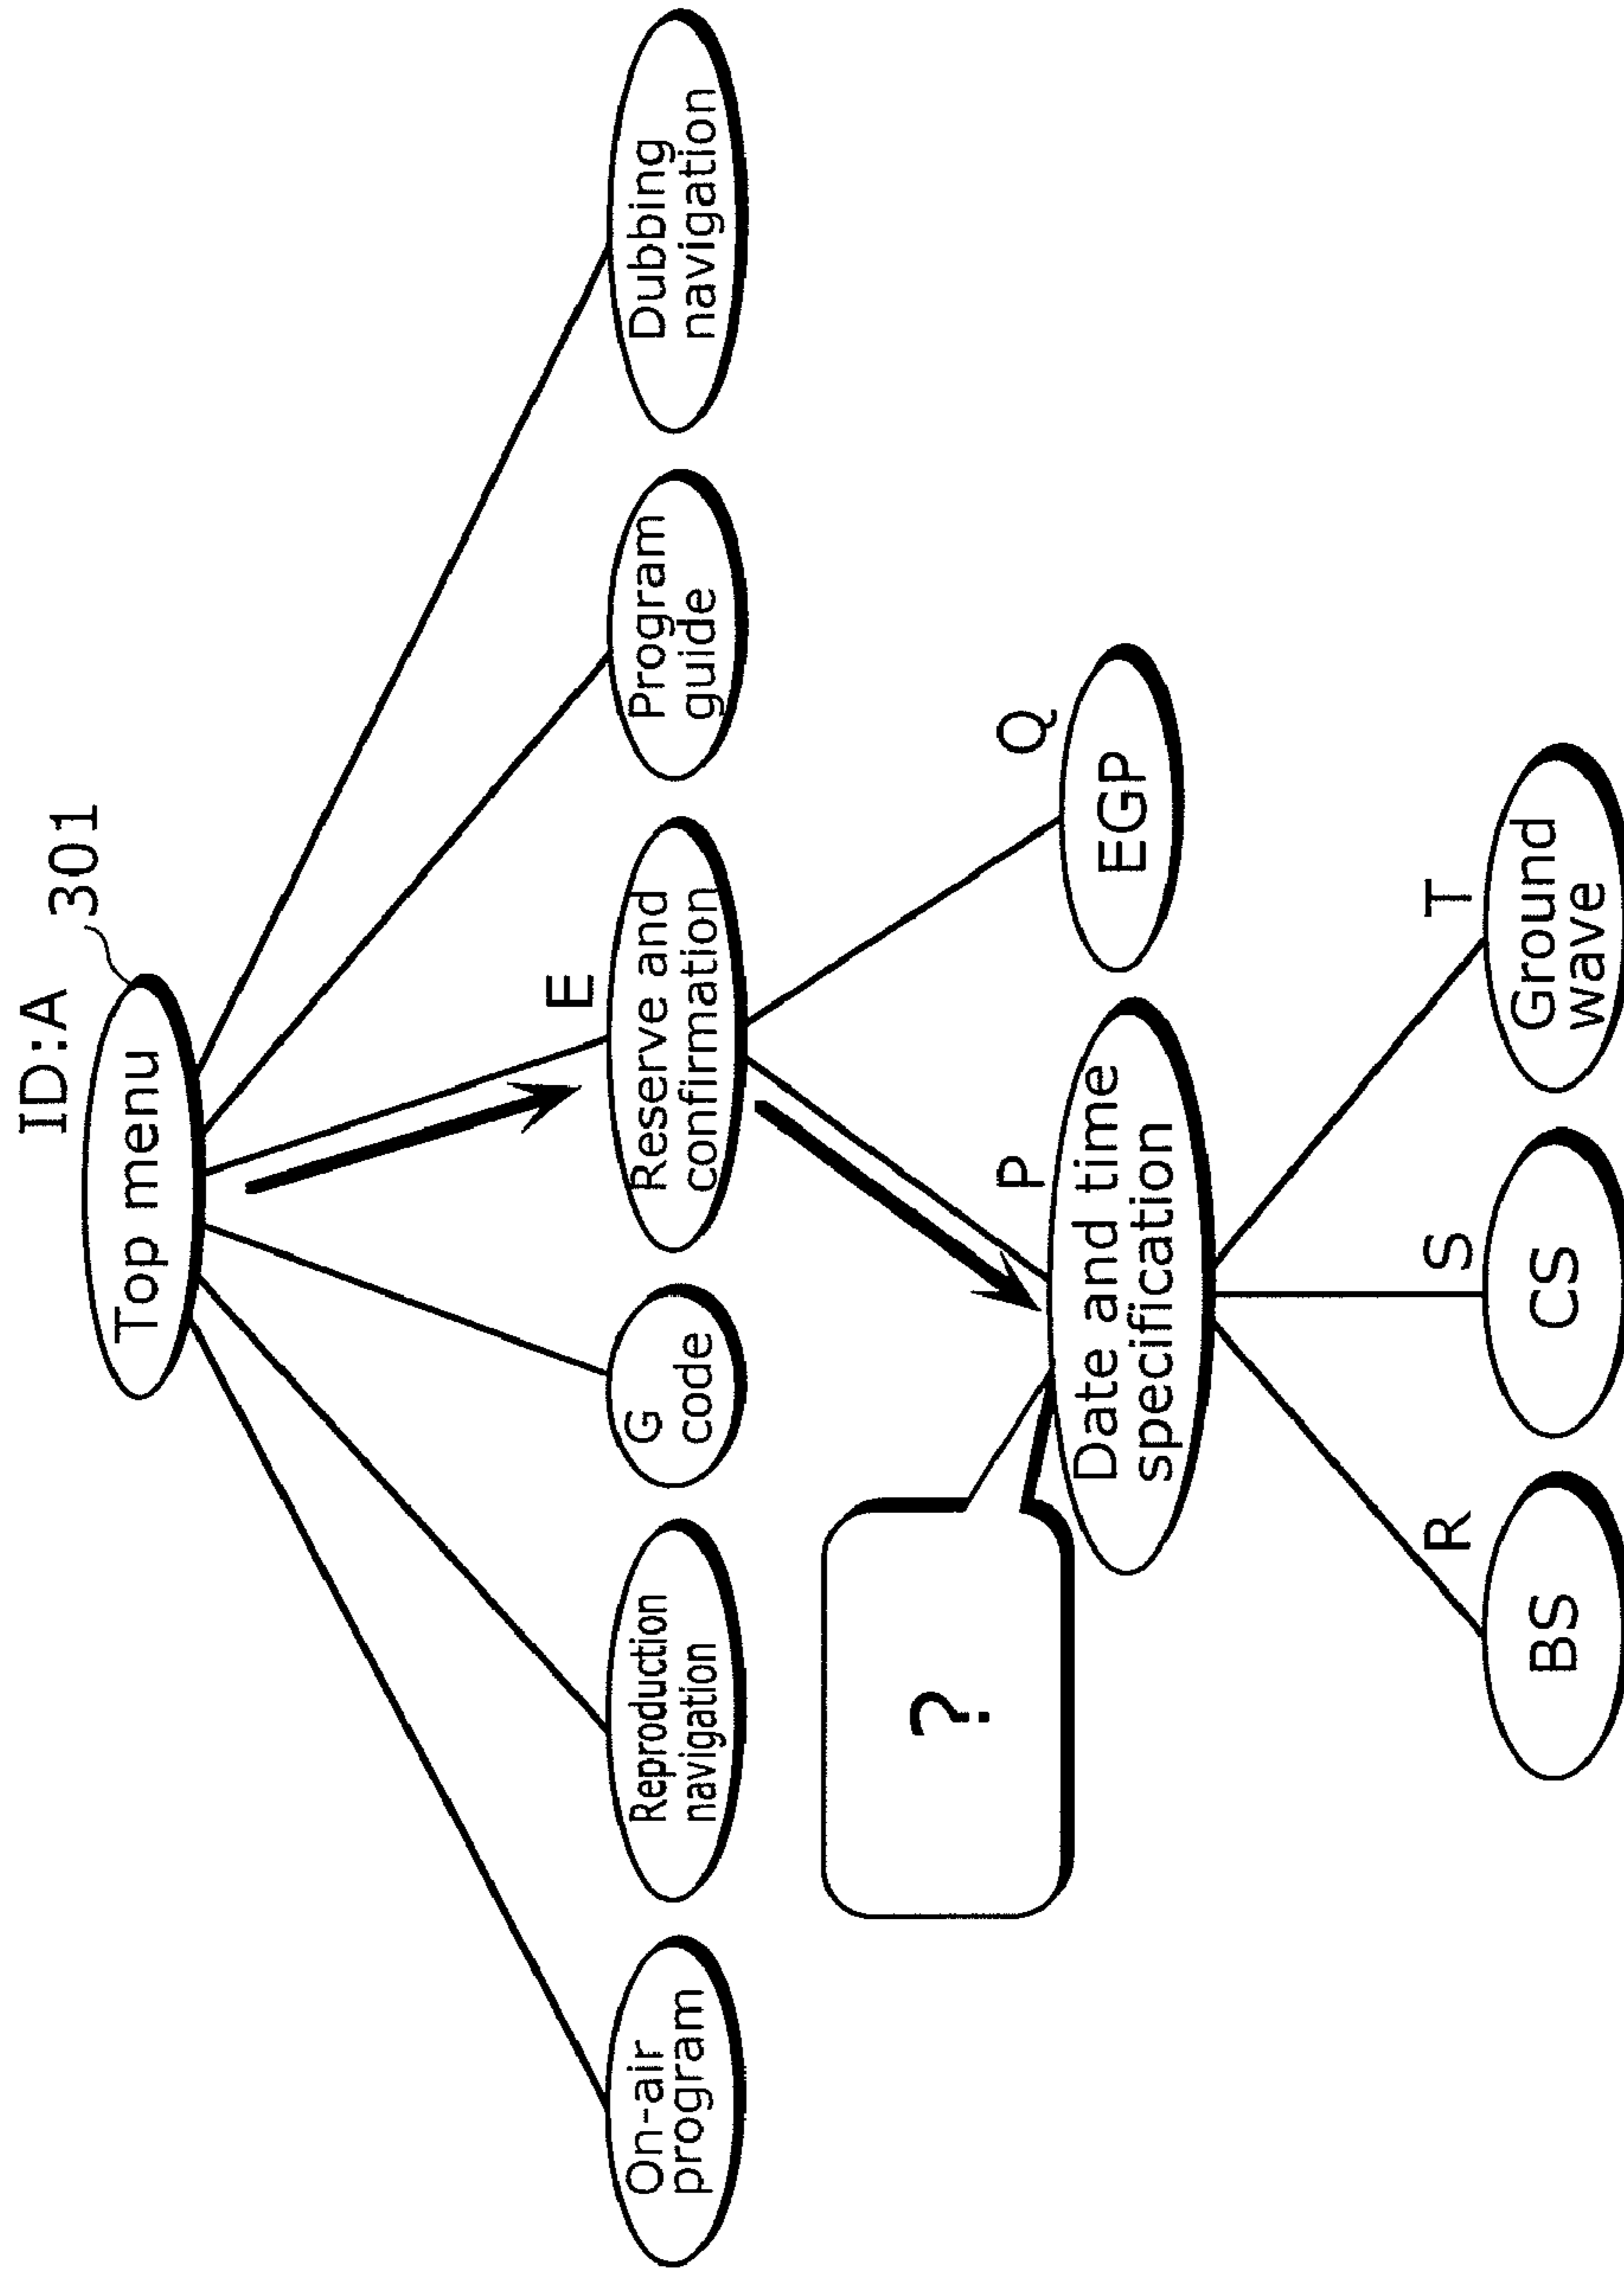 ID:A
301
Top menu
On-air
program
Reproduction
navigation
G
code
E
Reserve and
confirmation
Program
guide
Dubbing
navigation
?
P
Date and time
specification
Q
EGP
R
BS
S
CS
T
Ground
wave